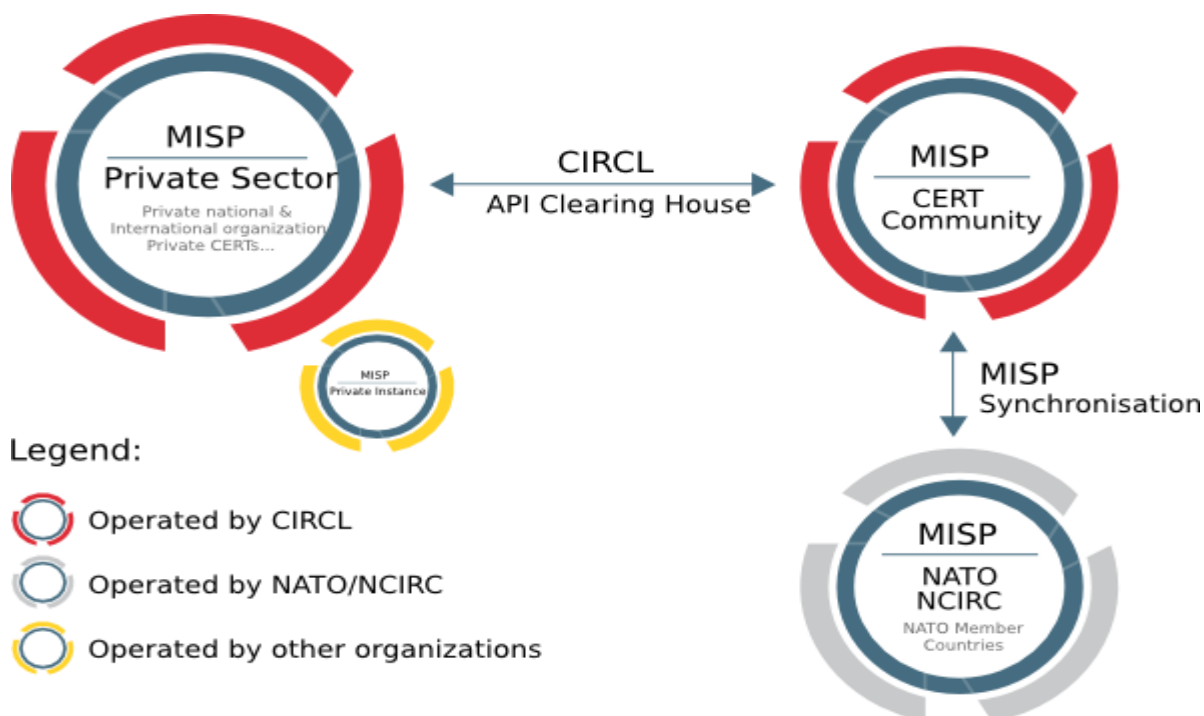 MISP
Private Sector
Private national &
International organization
Private CERTs...
CIRCL
API Clearing House
MISP
CERT
Community
MISP
Private Instance
MISP
Synchronisation
MISP
NATO
NCIRC
NATO Member
Countries
Legend:
Operated by CIRCL
Operated by NATO/NCIRC
Operated by other organizations